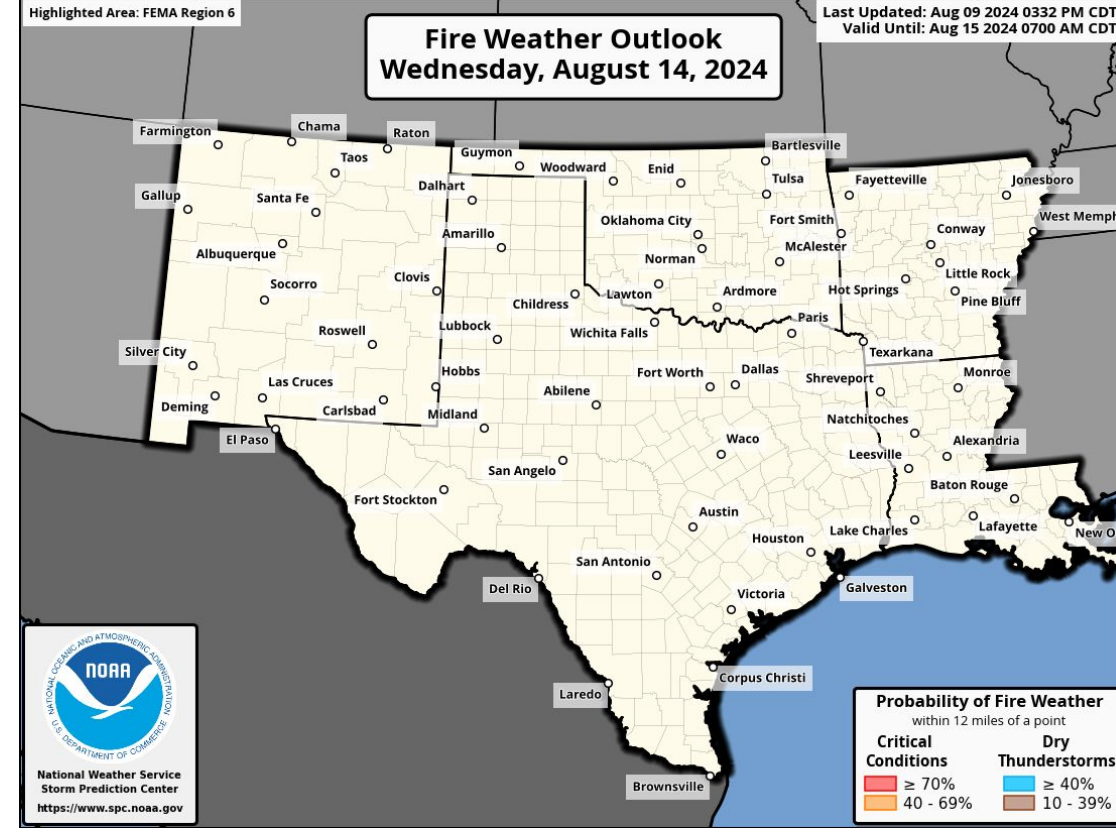 Highlighted Area: FEMA Region 6
Last Updated: Aug 09 2024 0332 PM CDT
Valid Until: Aug 15 2024 0700 AM CDT
Fire Weather Outlook
Wednesday, August 14, 2024
Farmington
Chama
Raton
Taos
Guymon
Woodward
Enid
Bartlesville
Gallup
Santa Fe
Dalhart
Tulsa
Fayetteville
Jonesboro
Albuquerque
Amarillo
Oklahoma City
Fort Smith
West Memph
Norman
McAlester
Conway
Socorro
Clovis
Childress
Lawton
Ardmore
Hot Springs
Little Rock
Pine Bluff
Roswell
Lubbock
Wichita Falls
Paris
Silver City
Hobbs
Texarkana
Las Cruces
Abilene
Fort Worth
Dallas
Shreveport
Monroe
Deming
Carlsbad
Midland
Natchitoches
El Paso
Waco
Leesville
Alexandria
San Angelo
Fort Stockton
Baton Rouge
Austin
Houston
Lake Charles
Lafayette
New O
San Antonio
Del Rio
Victoria
Galveston
Laredo
Corpus Christi
Brownsville
NATIONAL OCEANIC AND ATMOSPHERIC ADMINISTRATION
NOAA
U.S. DEPARTMENT OF COMMERCE
National Weather Service
Storm Prediction Center
https://www.spc.noaa.gov
Probability of Fire Weather
within 12 miles of a point
Critical Conditions
Dry Thunderstorms
≥ 70%
≥ 40%
40 - 69%
10 - 39%